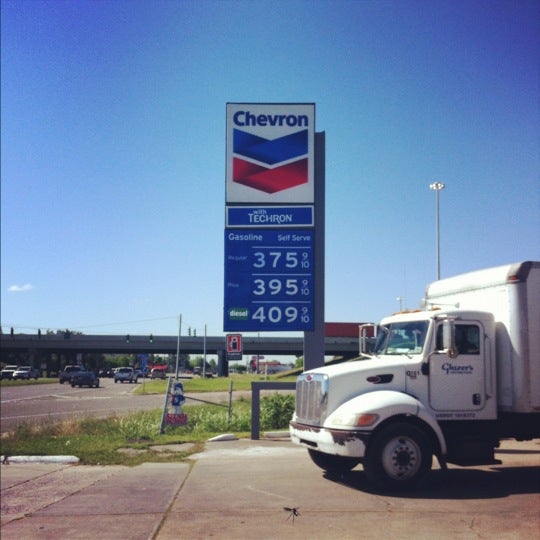 Chevron
with
TECHRON
Gasoline Self Serve
Regular 375 9/10
Plus 395 9/10
diesel 409 9/10
Glazer's